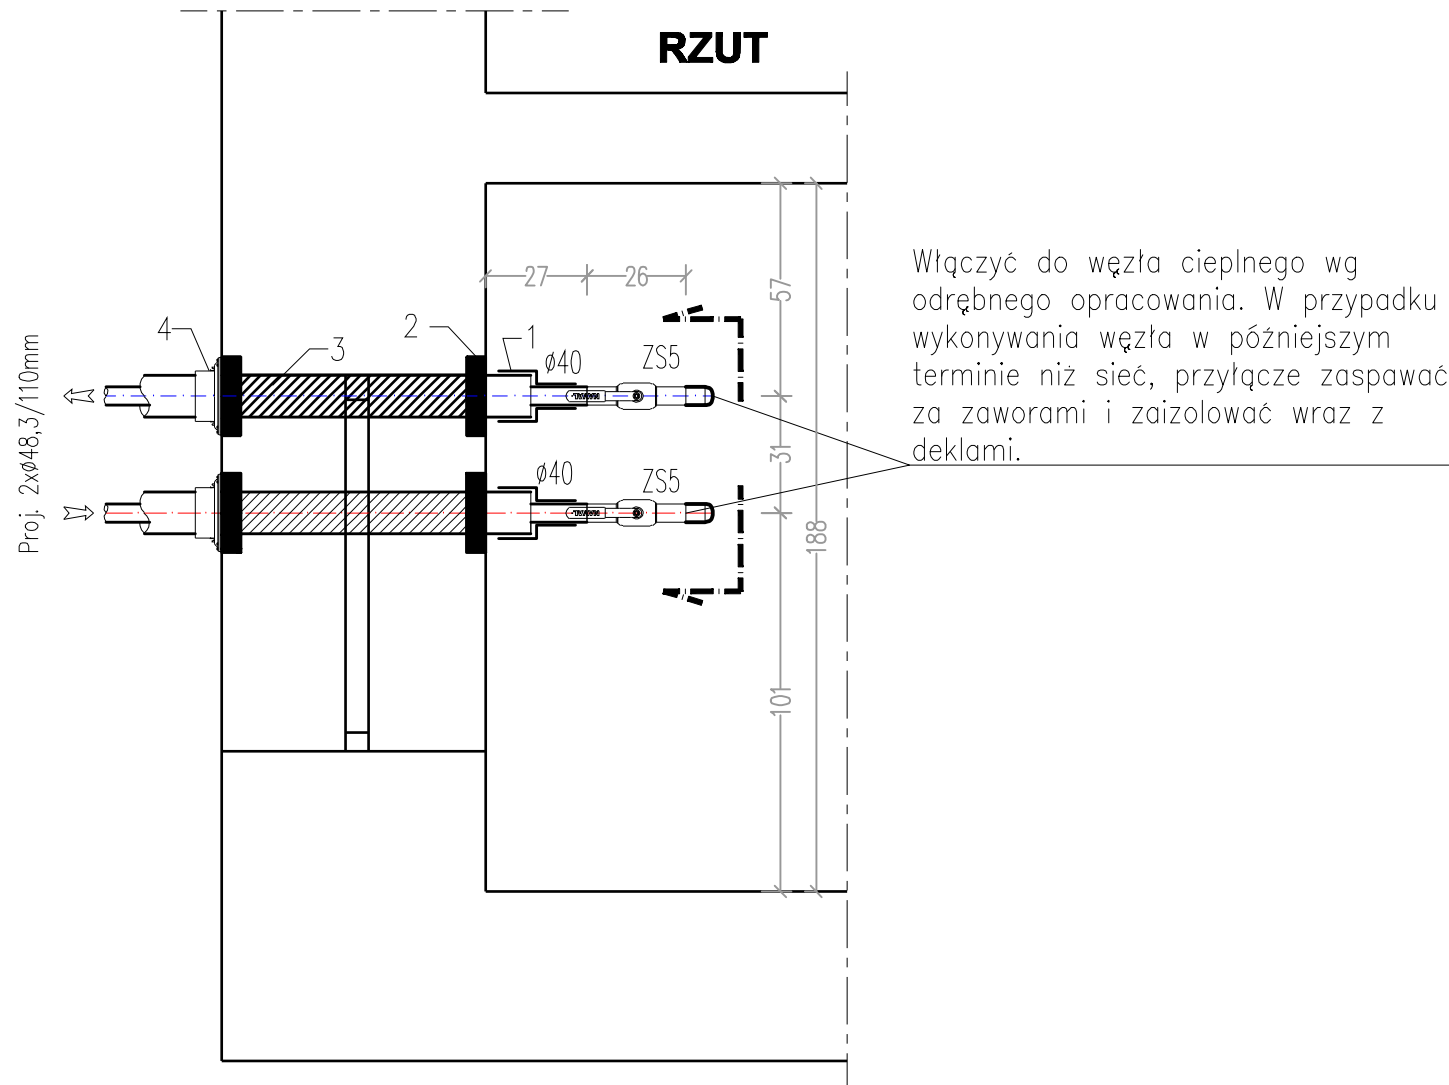 RZUT
Włączyć do węzła cieplnego wg
odrębnego opracowania. W przypadku
wykonywania węzła w późniejszym
terminie niż sieć, przyłącze zaspawać
za zaworami i zaizolować wraz z
deklami.
27
26
57
4
3
2
1
ø40
ZS5
31
ø40
ZS5
188
101
Proj. 2xø48,3/110mm